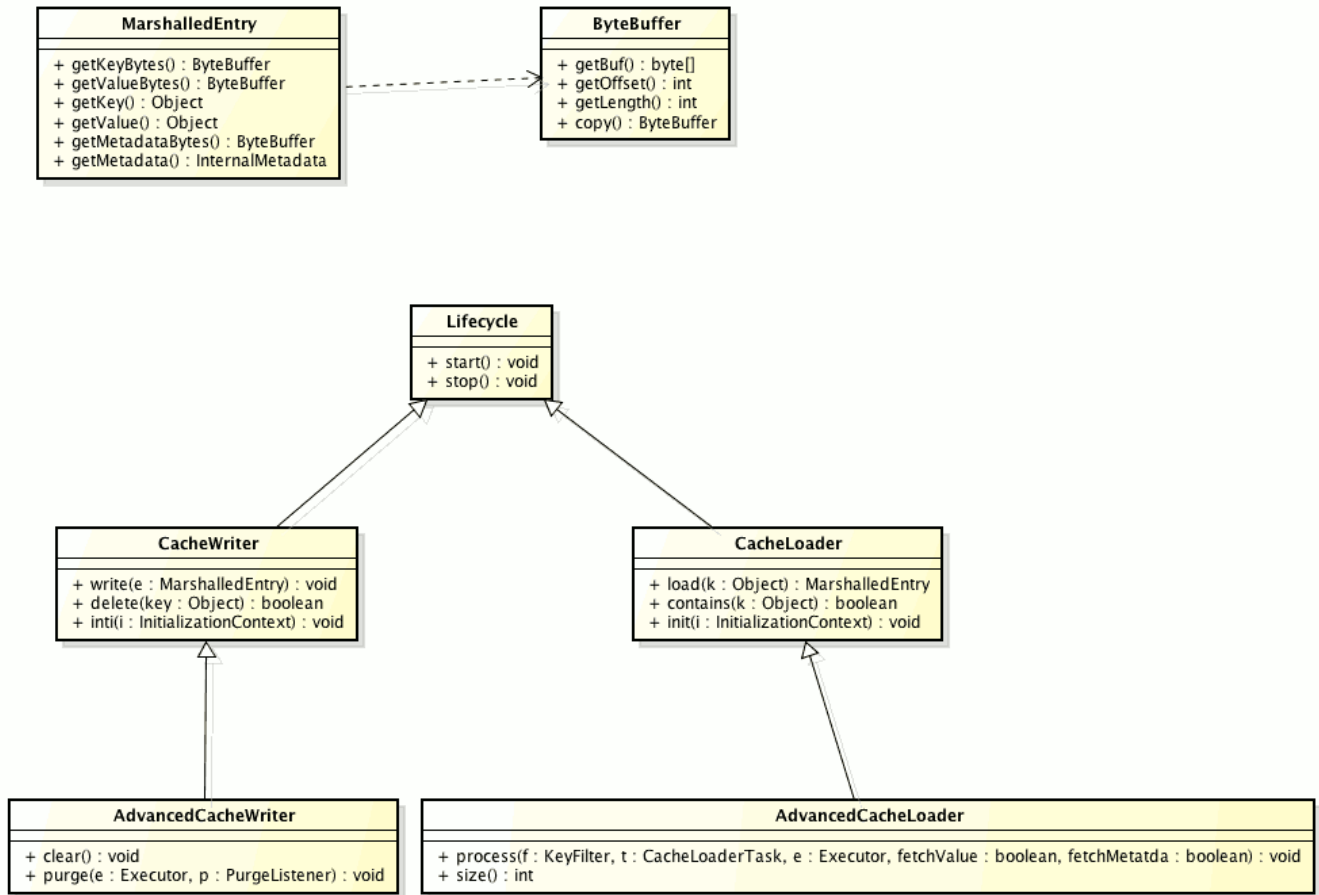 MarshalledEntry
+ getKeyBytes() : ByteBuffer
+ getValueBytes() : ByteBuffer
+ getKey() : Object
+ getValue() : Object
+ getMetadataBytes() : ByteBuffer
+ getMetadata() : InternalMetadata
ByteBuffer
+ getBuf() : byte[]
+ getOffset() : int
+ getLength() : int
+ copy() : ByteBuffer
Lifecycle
+ start() : void
+ stop() : void
CacheWriter
+ write(e : MarshalledEntry) : void
+ delete(key : Object) : boolean
+ inti(i : InitializationContext) : void
CacheLoader
+ load(k : Object) : MarshalledEntry
+ contains(k : Object) : boolean
+ init(i : InitializationContext) : void
AdvancedCacheWriter
+ clear() : void
+ purge(e : Executor, p : PurgeListener) : void
AdvancedCacheLoader
+ process(f : KeyFilter, t : CacheLoaderTask, e : Executor, fetchValue : boolean, fetchMetatda : boolean) : void
+ size() : int